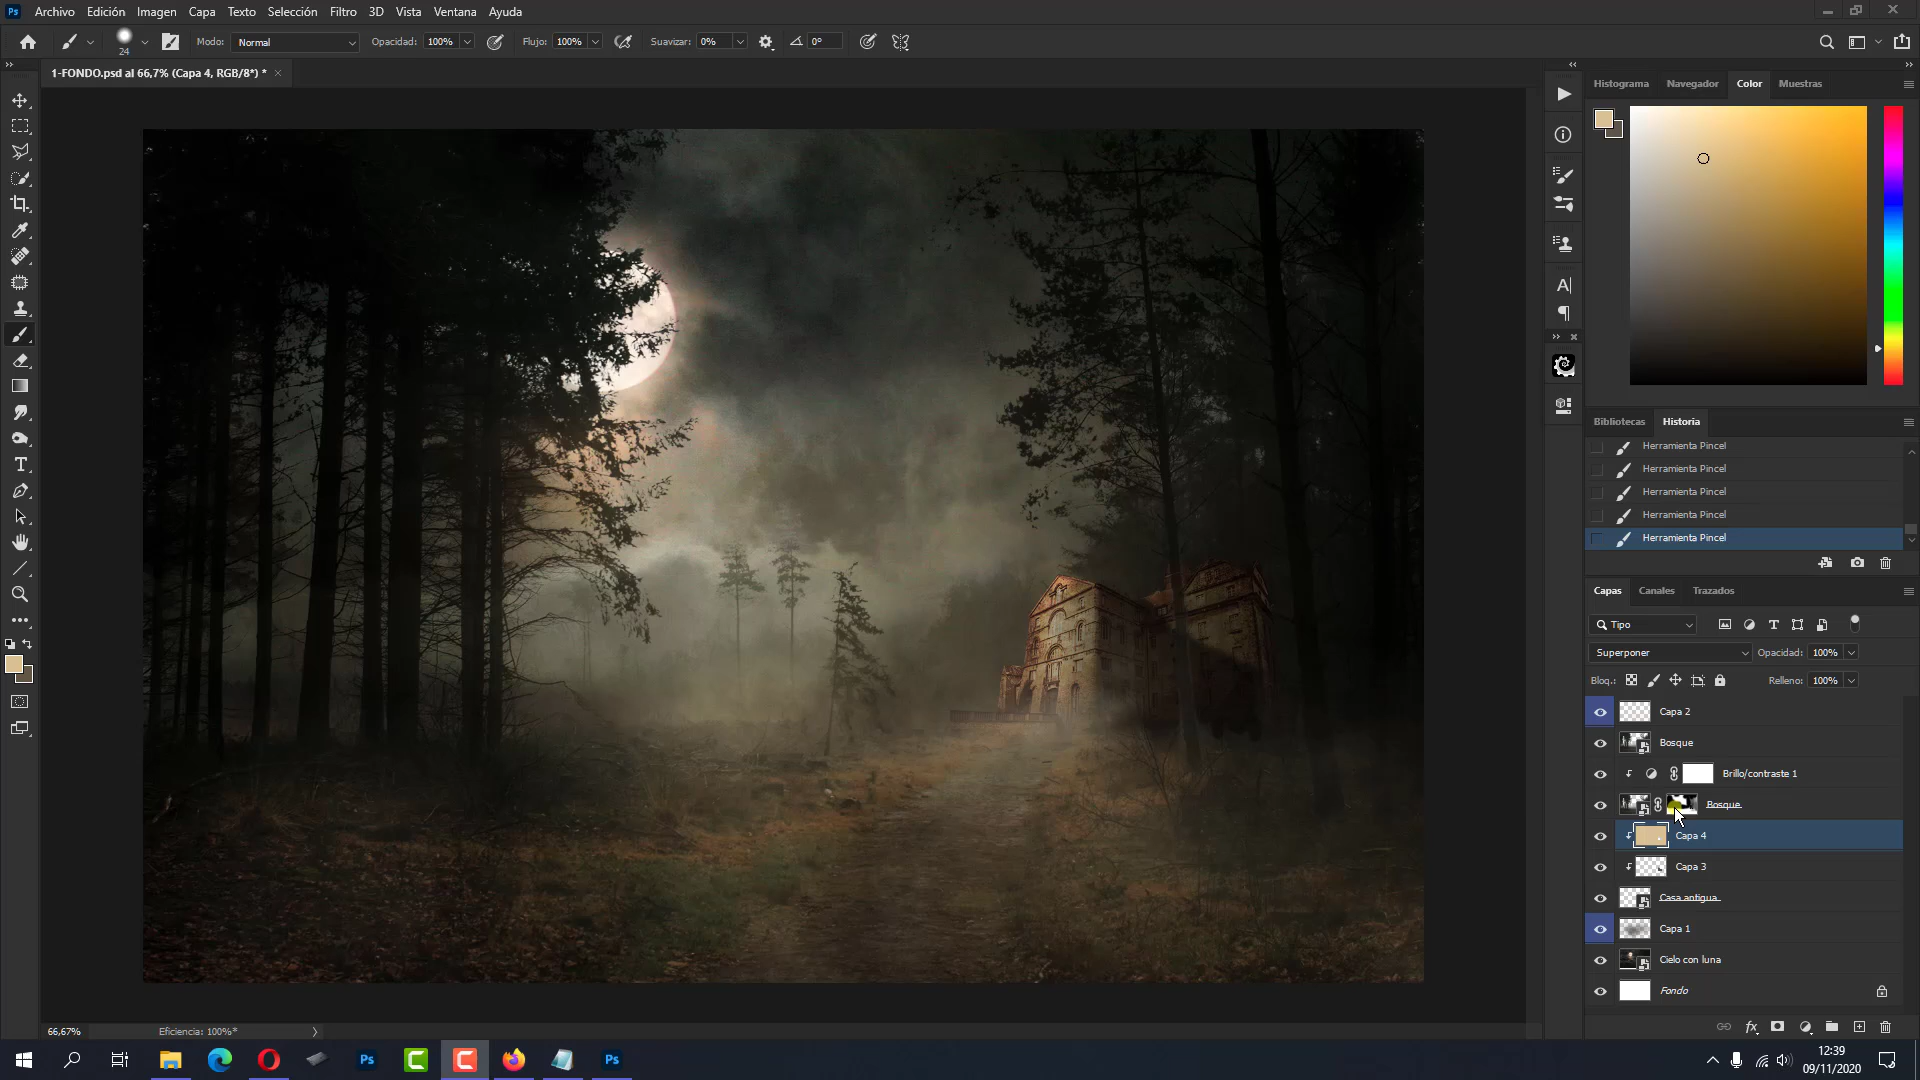 Ps Archivo Edición Imagen Capa Texto Selección Filtro 3D Vista Ventana Ayuda
24 Modo: Normal Opacidad: 100% Flujo: 100% Suavizar: 0% 0°
1-FONDO.psd al 66,7% (Capa 4, RGB/8*) *
Histograma Navegador Color Muestras
Bibliotecas Historia
Herramienta Pincel
Herramienta Pincel
Herramienta Pincel
Herramienta Pincel
Herramienta Pincel
Capas Canales Trazados
Tipo
Superponer Opacidad: 100%
Bloq.: Relleno: 100%
Capa 2
Bosque
Brillo/contraste 1
Bosque
Capa 4
Capa 3
Casa antigua
Capa 1
Cielo con luna
Fondo
66,67% Eficiencia: 100%*
Ps Ps
12:39
09/11/2020